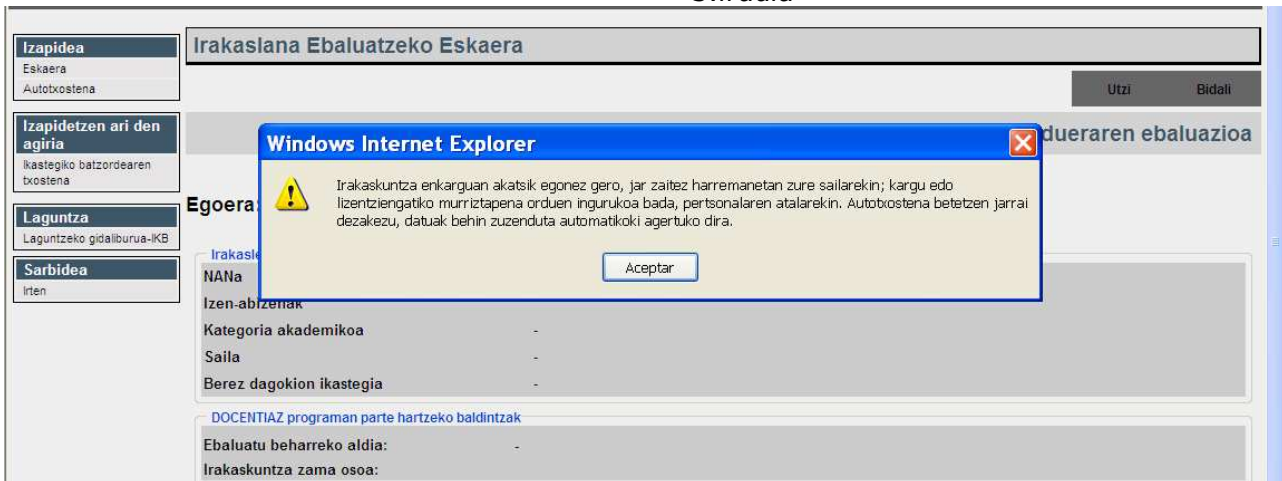 Izapidea
Eskaera
Autotxostena
Izapidetzen ari den
agiria
Ikastegiko batzordearen
txostena
Laguntza
Laguntzeko gidaliburua-IKB
Sarbidea
Irten
Irakaslana Ebaluatzeko Eskaera
Utzi Bidali
dueraren ebaluazioa
Windows Internet Explorer
Irakaskuntza enkarguan akatsik egonez gero, jar zaitez harremanetan zure sailarekin; kargu edo
lizentziengatiko murriztapena orduen ingurukoa bada, pertsonalaren atalarekin. Autotxostena betetzen jarrai
dezakezu, datuak behin zuzenduta automatikoki agertuko dira.
Aceptar
Egoera:
Irakasle
NANa
Izen-abizenak
Kategoria akademikoa -
Saila -
Berez dagokion ikastegia -
DOCENTIAZ programan parte hartzeko baldintzak
Ebaluatu beharreko aldia: -
Irakaskuntza zama osoa: